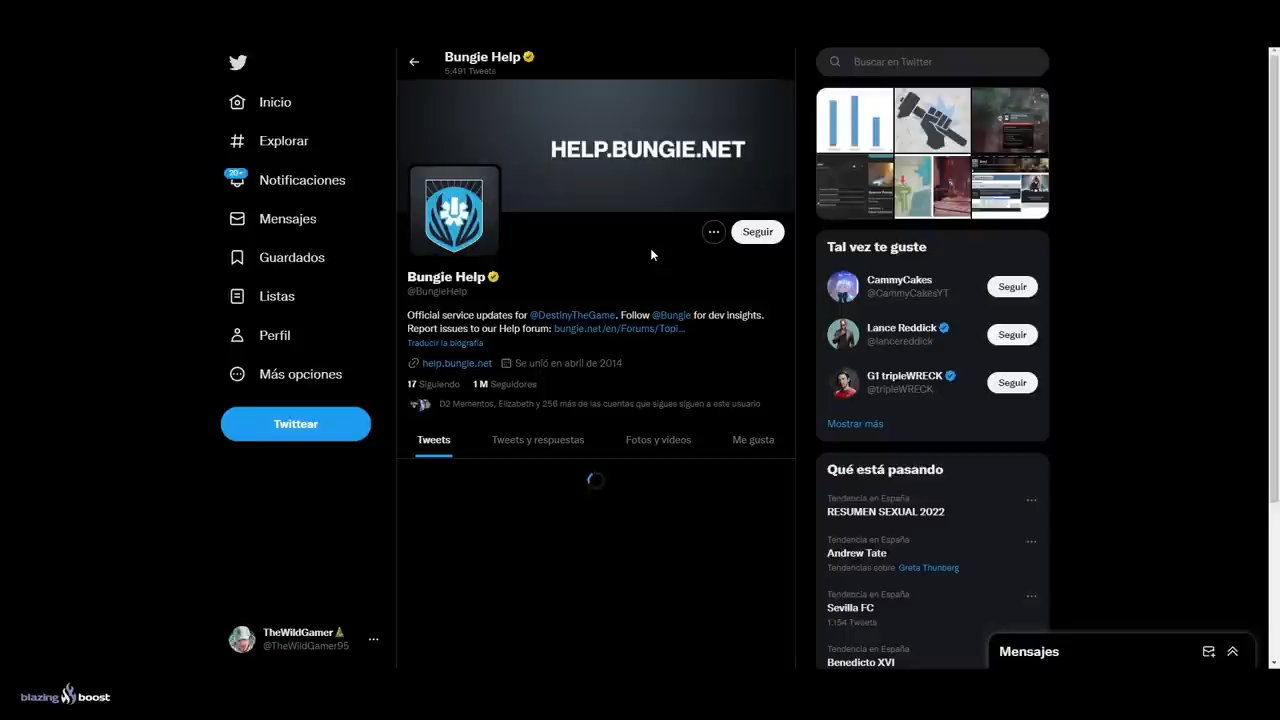 Inicio
Explorar
20+
Notificaciones
Mensajes
Guardados
Listas
Perfil
Más opciones
Twittear
TheWildGamer
@TheWildGamer95
Bungie Help
5.491 Tweets
HELP.BUNGIE.NET
Seguir
Bungie Help
@BungieHelp
Official service updates for @DestinyTheGame. Follow @Bungie for dev insights.
Report issues to our Help forum: bungie.net/en/Forums/Topi...
Traducir la biografía
help.bungie.net Se unió en abril de 2014
17 Siguiendo 1 M Seguidores
D2 Mementos, Elizabeth y 256 más de las cuentas que sigues siguen a este usuario
Tweets Tweets y respuestas Fotos y vídeos Me gusta
Buscar en Twitter
Tal vez te guste
CammyCakes
@CammyCakesYT
Seguir
Lance Reddick
@lancereddick
Seguir
G1 tripleWRECK
@tripleWRECK
Seguir
Mostrar más
Qué está pasando
Tendencia en España
RESUMEN SEXUAL 2022
Tendencia en España
Andrew Tate
Tendencias sobre Greta Thunberg
Tendencia en España
Sevilla FC
1.154 Tweets
Tendencia en España
Benedicto XVI
Mensajes
blazing boost